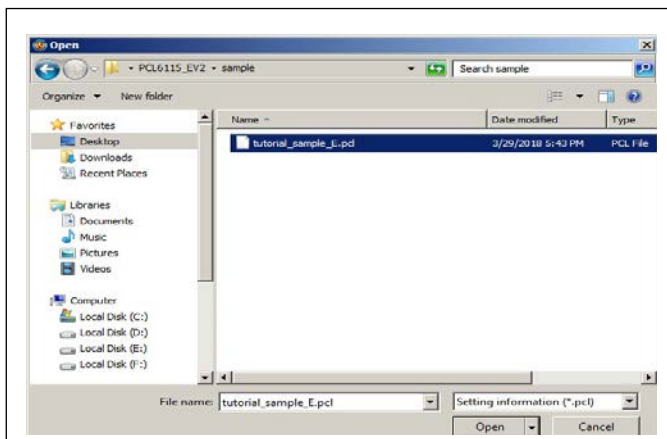 Open
PCL6115_EV2 sample
Search sample
Organize New folder
Favorites
Desktop
Downloads
Recent Places
Libraries
Documents
Music
Pictures
Videos
Computer
Local Disk (C:)
Local Disk (D:)
Local Disk (E:)
Local Disk (F:)
Name Date modified Type
tutorial_sample_E.pcl 3/29/2018 5:43 PM PCL File
File name: tutorial_sample_E.pcl Setting information (*.pcl)
Open Cancel